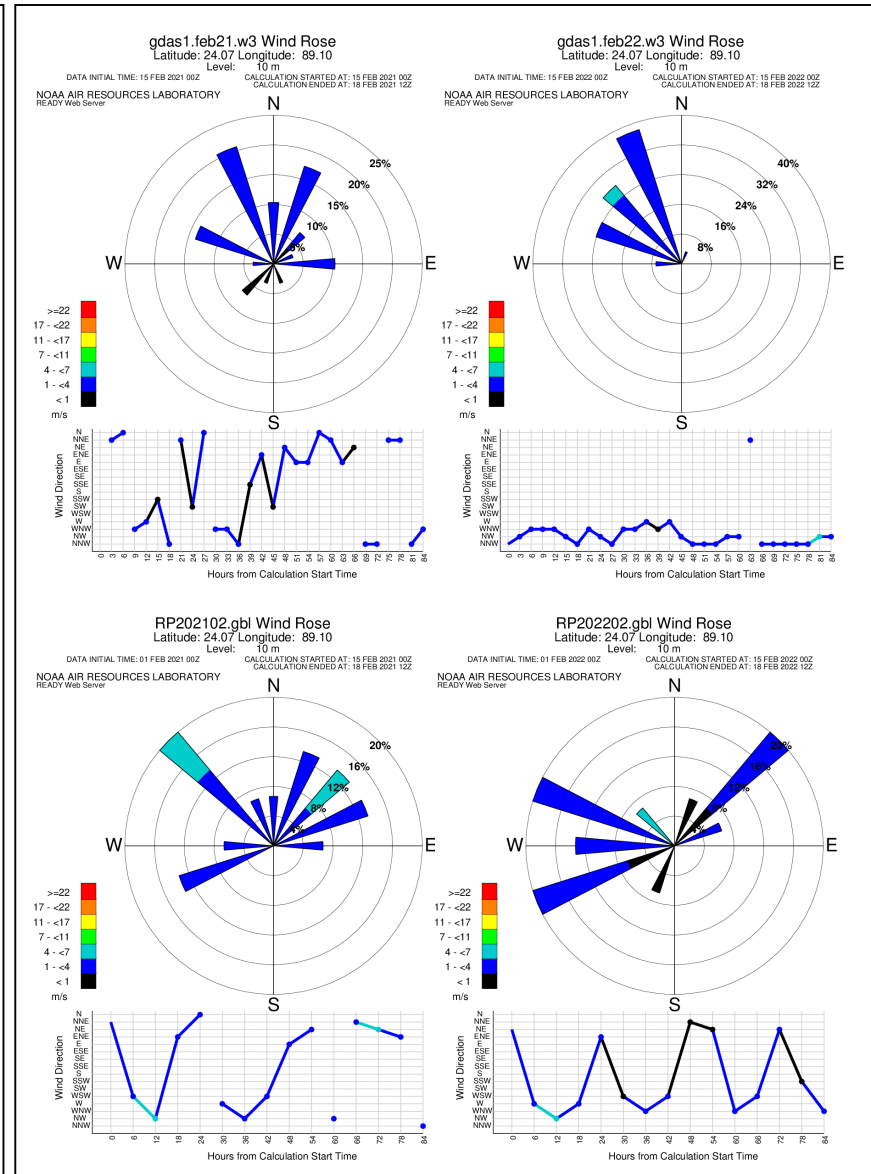 gdas1.feb21.w3 Wind Rose
Latitude: 24.07 Longitude: 89.10
Level: 10 m
DATA INITIAL TIME: 15 FEB 2021 00Z
CALCULATION STARTED AT: 15 FEB 2021 00Z
CALCULATION ENDED AT: 18 FEB 2021 12Z
NOAA AIR RESOURCES LABORATORY
READY Web Server
N
25%
20%
15%
10%
5%
W
E
S
>=22
17 - <22
11 - <17
7 - <11
4 - <7
1 - <4
< 1
m/s
Wind Direction
N
NNE
NE
ENE
E
ESE
SE
SSE
S
SSW
SW
WSW
W
WNW
NW
NNW
0 3 6 9 12 15 18 21 24 27 30 33 36 39 42 45 48 51 54 57 60 63 66 69 72 75 78 81 84
Hours from Calculation Start Time
gdas1.feb22.w3 Wind Rose
Latitude: 24.07 Longitude: 89.10
Level: 10 m
DATA INITIAL TIME: 15 FEB 2022 00Z
CALCULATION STARTED AT: 15 FEB 2022 00Z
CALCULATION ENDED AT: 18 FEB 2022 12Z
NOAA AIR RESOURCES LABORATORY
READY Web Server
N
40%
32%
24%
16%
8%
W
E
S
>=22
17 - <22
11 - <17
7 - <11
4 - <7
1 - <4
< 1
m/s
Wind Direction
N
NNE
NE
ENE
E
ESE
SE
SSE
S
SSW
SW
WSW
W
WNW
NW
NNW
0 3 6 9 12 15 18 21 24 27 30 33 36 39 42 45 48 51 54 57 60 63 66 69 72 75 78 81 84
Hours from Calculation Start Time
RP202102.gbl Wind Rose
Latitude: 24.07 Longitude: 89.10
Level: 10 m
DATA INITIAL TIME: 01 FEB 2021 00Z
CALCULATION STARTED AT: 15 FEB 2021 00Z
CALCULATION ENDED AT: 18 FEB 2021 12Z
NOAA AIR RESOURCES LABORATORY
READY Web Server
N
20%
16%
12%
8%
4%
W
E
S
>=22
17 - <22
11 - <17
7 - <11
4 - <7
1 - <4
< 1
m/s
Wind Direction
N
NNE
NE
ENE
E
ESE
SE
SSE
S
SSW
SW
WSW
W
WNW
NW
NNW
0 6 12 18 24 30 36 42 48 54 60 66 72 78 84
Hours from Calculation Start Time
RP202202.gbl Wind Rose
Latitude: 24.07 Longitude: 89.10
Level: 10 m
DATA INITIAL TIME: 01 FEB 2022 00Z
CALCULATION STARTED AT: 15 FEB 2022 00Z
CALCULATION ENDED AT: 18 FEB 2022 12Z
NOAA AIR RESOURCES LABORATORY
READY Web Server
N
20%
16%
12%
8%
4%
W
E
S
>=22
17 - <22
11 - <17
7 - <11
4 - <7
1 - <4
< 1
m/s
Wind Direction
N
NNE
NE
ENE
E
ESE
SE
SSE
S
SSW
SW
WSW
W
WNW
NW
NNW
0 6 12 18 24 30 36 42 48 54 60 66 72 78 84
Hours from Calculation Start Time